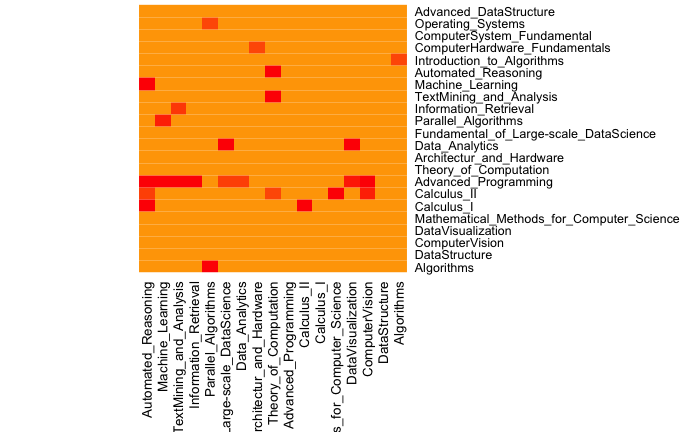 Advanced_DataStructure
Operating_Systems
ComputerSystem_Fundamental
ComputerHardware_Fundamentals
Introduction_to_Algorithms
Automated_Reasoning
Machine_Learning
TextMining_and_Analysis
Information_Retrieval
Parallel_Algorithms
Fundamental_of_Large-scale_DataScience
Data_Analytics
Architectur_and_Hardware
Theory_of_Computation
Advanced_Programming
Calculus_II
Calculus_I
Mathematical_Methods_for_Computer_Science
DataVisualization
ComputerVision
DataStructure
Algorithms
Automated_Reasoning
Machine_Learning
TextMining_and_Analysis
Information_Retrieval
Parallel_Algorithms
Large-scale_DataScience
Data_Analytics
rchitectur_and_Hardware
Theory_of_Computation
Advanced_Programming
Calculus_II
Calculus_I
s_for_Computer_Science
DataVisualization
ComputerVision
DataStructure
Algorithms